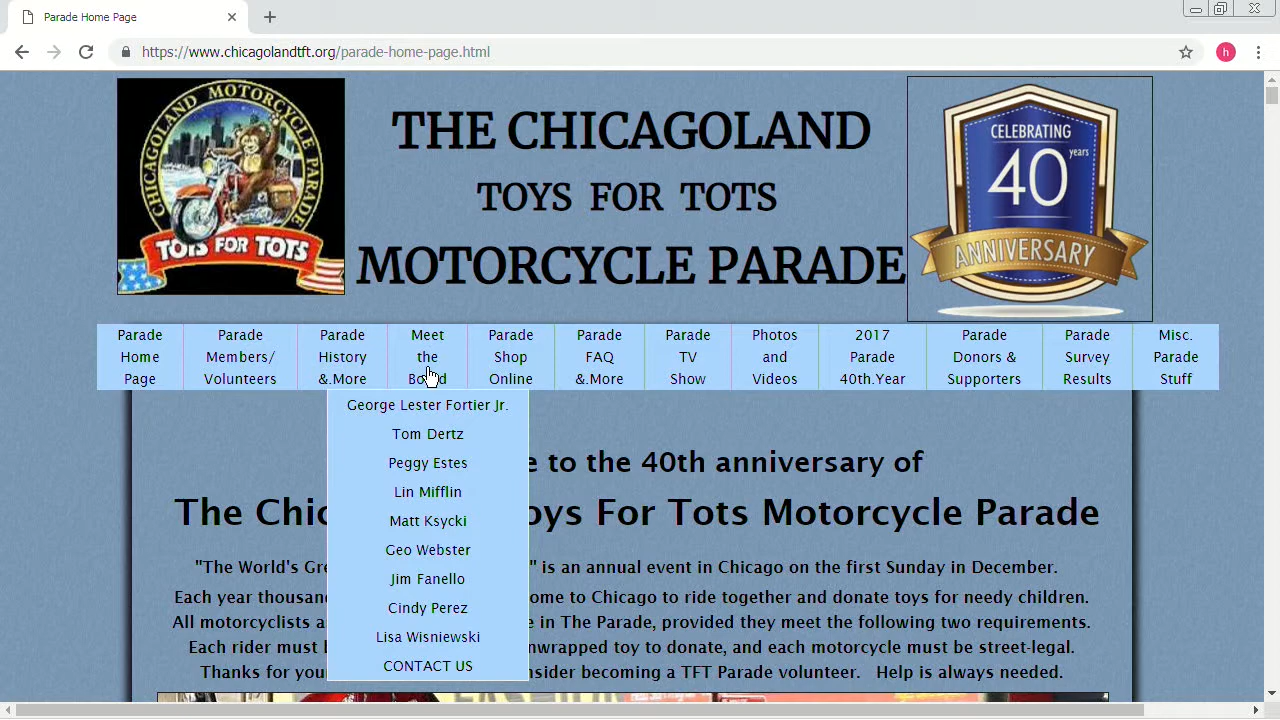 Parade Home Page
https://www.chicagolandtft.org/parade-home-page.html
h
CHICAGOLAND MOTORCYCLE PARADE
TOYS FOR TOTS
THE CHICAGOLAND
TOYS FOR TOTS
MOTORCYCLE PARADE
CELEBRATING
40 years
ANNIVERSARY
Parade Home Page
Parade Members/ Volunteers
Parade History &.More
Meet the Board
Parade Shop Online
Parade FAQ &.More
Parade TV Show
Photos and Videos
2017 Parade 40th.Year
Parade Donors & Supporters
Parade Survey Results
Misc. Parade Stuff
George Lester Fortier Jr.
Tom Dertz
Peggy Estes
Lin Mifflin
Matt Ksycki
Geo Webster
Jim Fanello
Cindy Perez
Lisa Wisniewski
CONTACT US
e to the 40th anniversary of
The Chic oys For Tots Motorcycle Parade
"The World's Gre " is an annual event in Chicago on the first Sunday in December.
Each year thousan ome to Chicago to ride together and donate toys for needy children.
All motorcyclists a e in The Parade, provided they meet the following two requirements.
Each rider must nwrapped toy to donate, and each motorcycle must be street-legal.
Thanks for you nsider becoming a TFT Parade volunteer. Help is always needed.